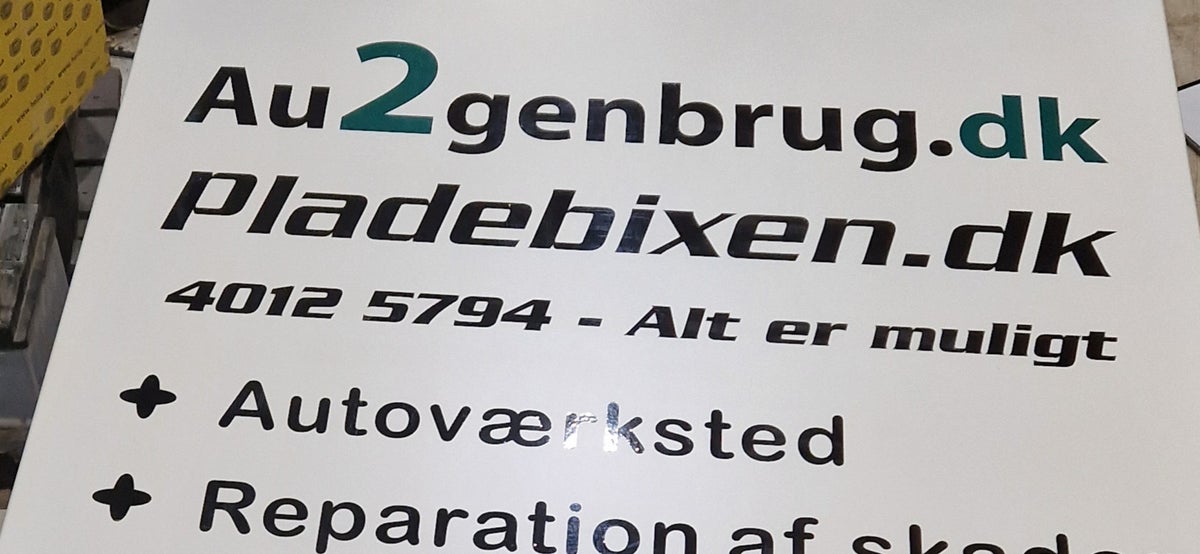 Au2genbrug.dk
Pladebixen.dk
4012 5794 - Alt er muligt
Autoværksted
Reparation af